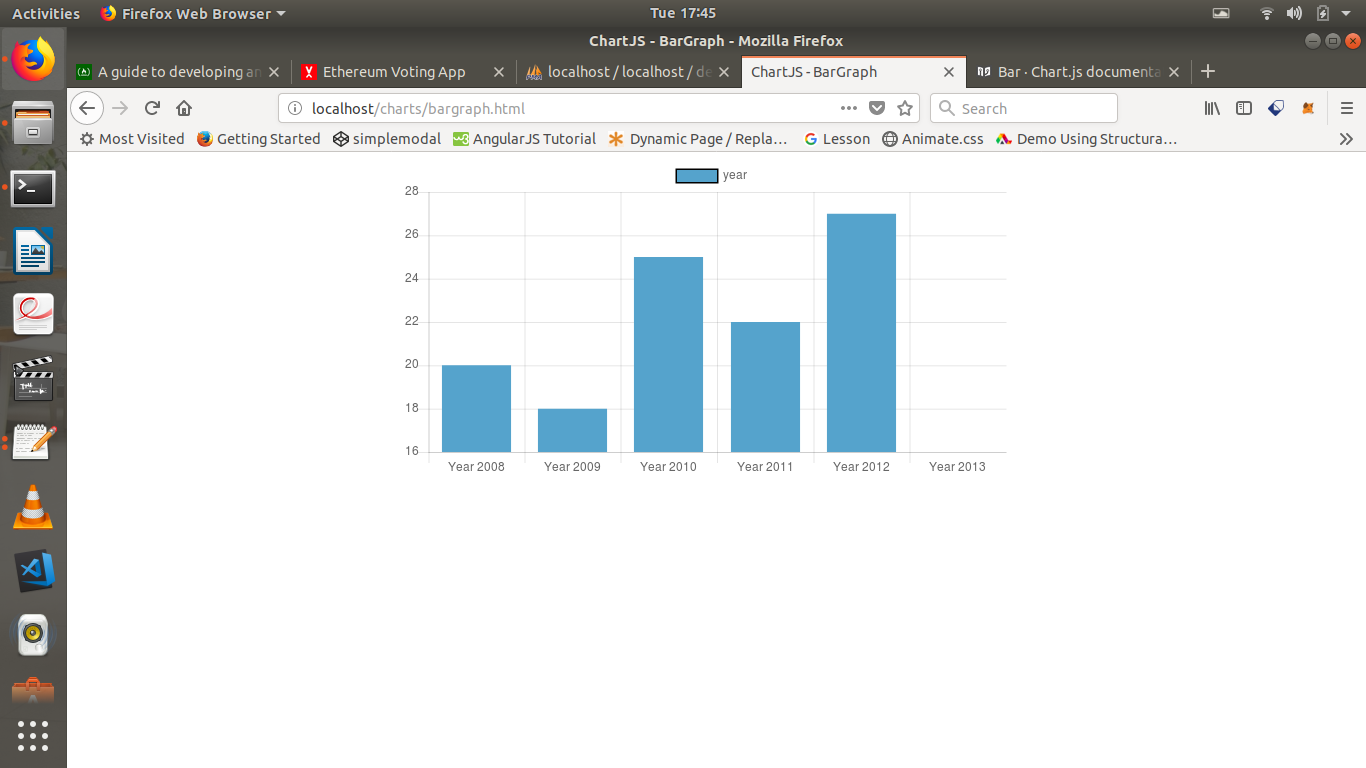 Activities Firefox Web Browser Tue 17:45
ChartJS - BarGraph - Mozilla Firefox
A guide to developing an Ethereum Voting App localhost / localhost / de ChartJS - BarGraph Bar · Chart.js documenta
localhost/charts/bargraph.html Search
Most Visited Getting Started simplemodal AngularJS Tutorial Dynamic Page / Repla... Lesson Animate.css Demo Using Structura...
year
28
26
24
22
20
18
16
Year 2008 Year 2009 Year 2010 Year 2011 Year 2012 Year 2013